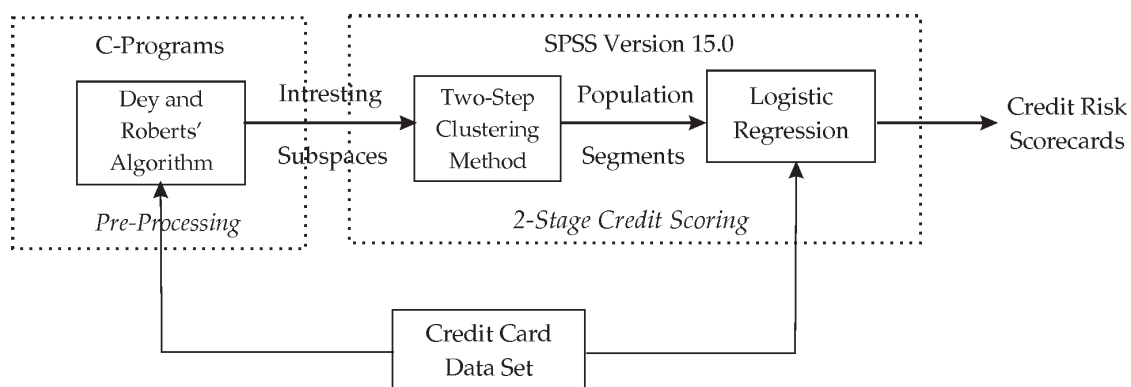 C-Programs
SPSS Version 15.0
Dey and
Roberts'
Algorithm
Intresting
Subspaces
Two-Step
Clustering
Method
Population
Segments
Logistic
Regression
Credit Risk
Scorecards
Pre-Processing
2-Stage Credit Scoring
Credit Card
Data Set